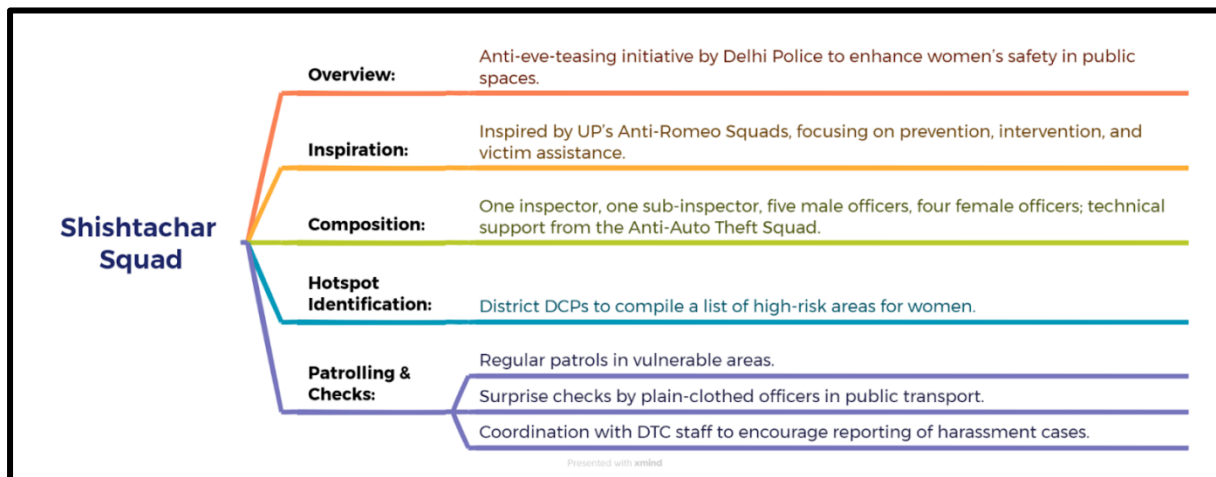 Shishtachar
Squad
Overview:
Anti-eve-teasing initiative by Delhi Police to enhance women’s safety in public
spaces.
Inspiration:
Inspired by UP’s Anti-Romeo Squads, focusing on prevention, intervention, and
victim assistance.
Composition:
One inspector, one sub-inspector, five male officers, four female officers; technical
support from the Anti-Auto Theft Squad.
Hotspot
Identification:
District DCPs to compile a list of high-risk areas for women.
Patrolling &
Checks:
Regular patrols in vulnerable areas.
Surprise checks by plain-clothed officers in public transport.
Coordination with DTC staff to encourage reporting of harassment cases.
Presented with xmind